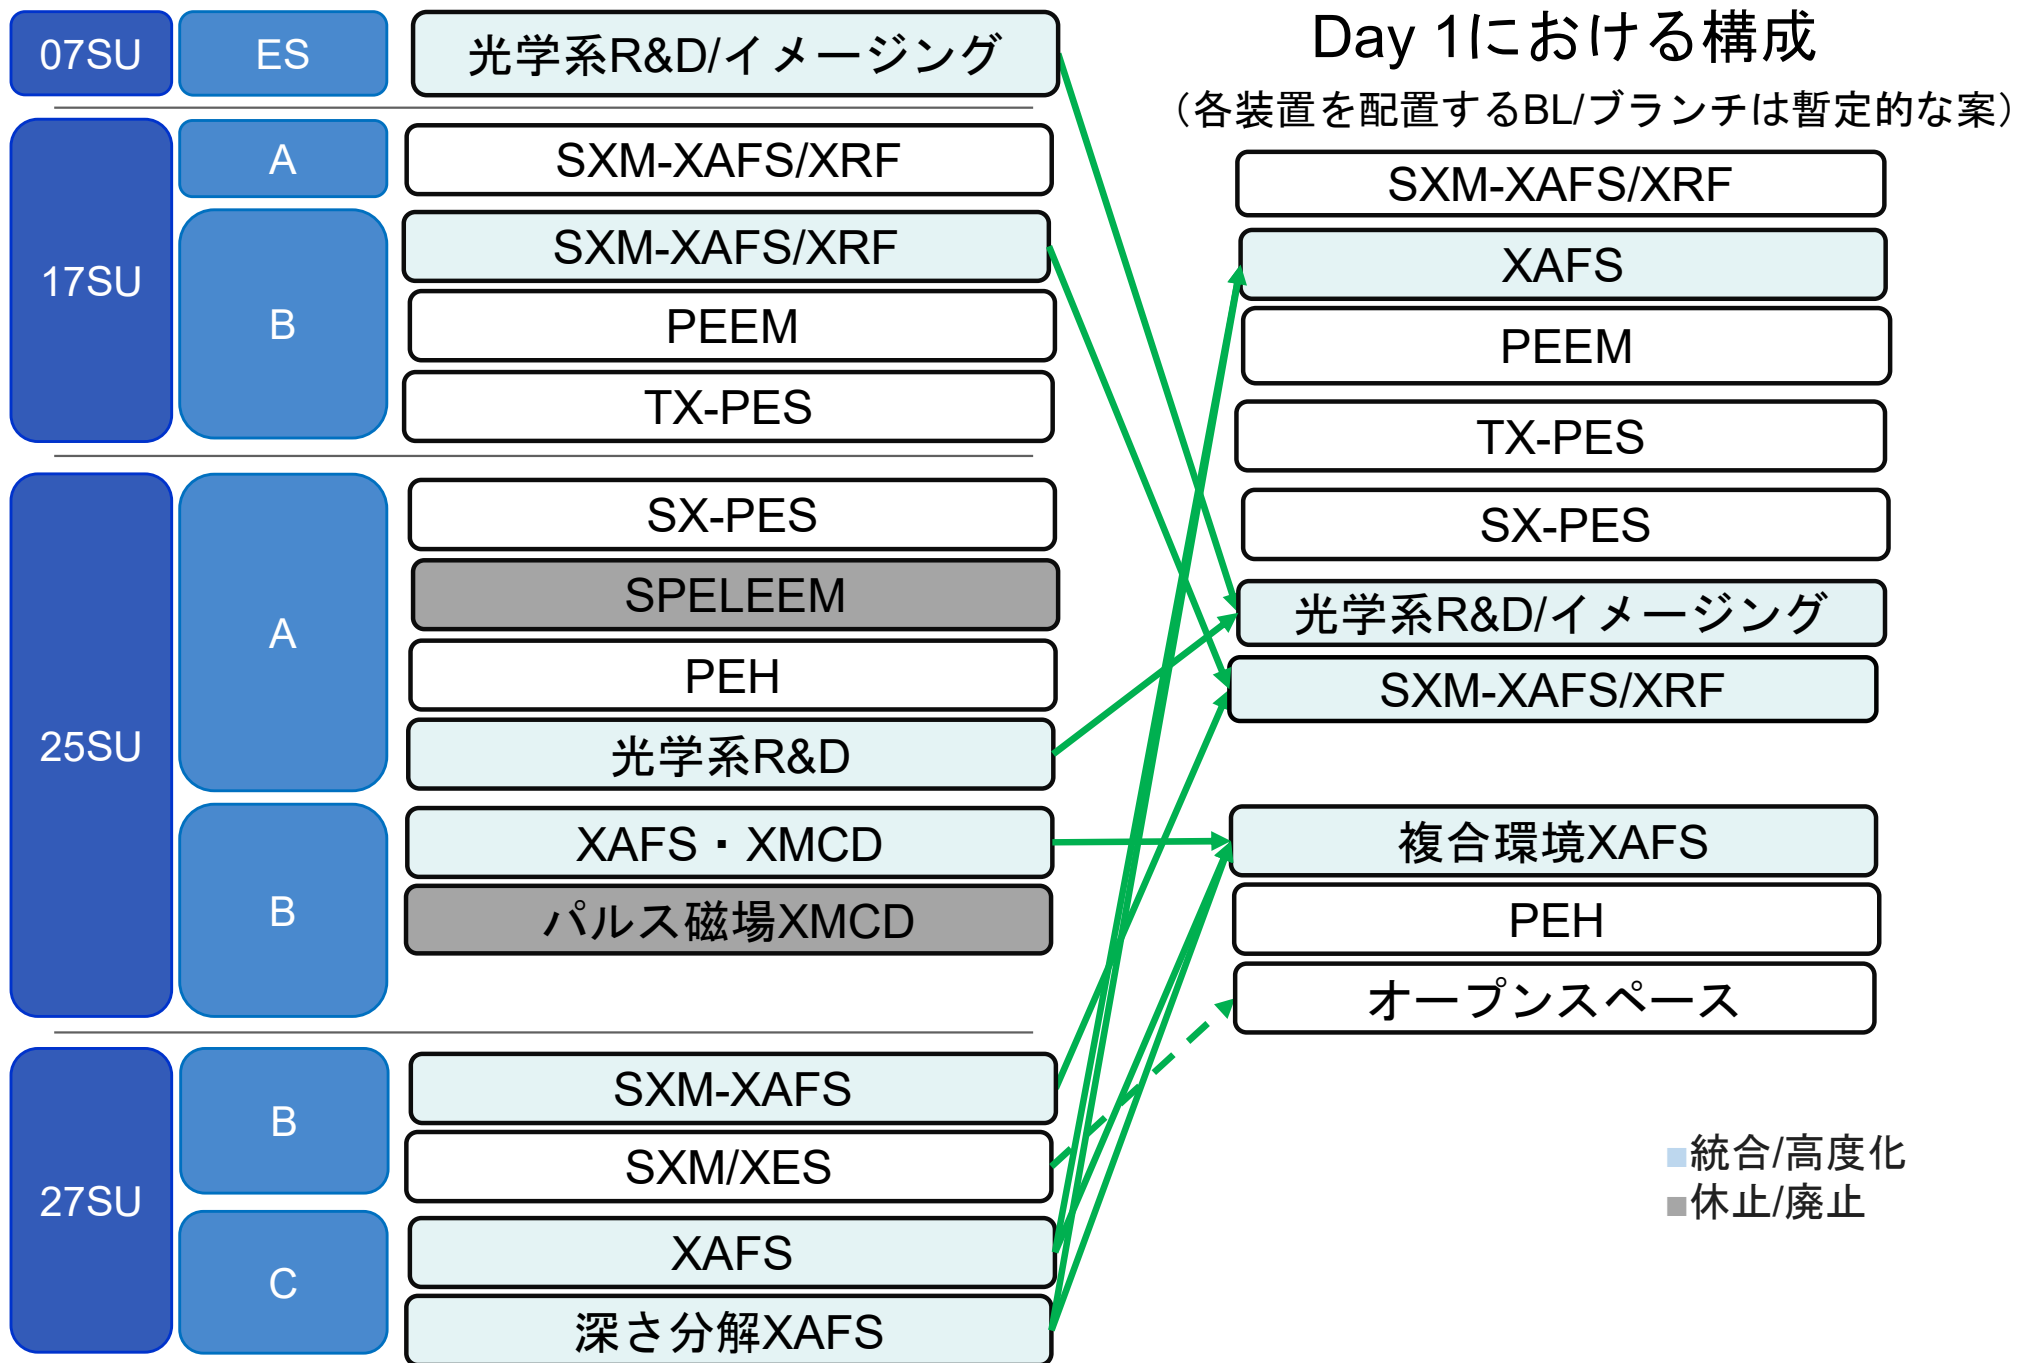 07SU
ES
光学系R&D/イメージング
17SU
A
SXM-XAFS/XRF
B
SXM-XAFS/XRF
PEEM
TX-PES
25SU
A
SX-PES
SPELEEM
PEH
光学系R&D
B
XAFS・XMCD
パルス磁場XMCD
27SU
B
SXM-XAFS
SXM/XES
C
XAFS
深さ分解XAFS
Day 1における構成
（各装置を配置するBL/ブランチは暫定的な案）
SXM-XAFS/XRF
XAFS
PEEM
TX-PES
SX-PES
光学系R&D/イメージング
SXM-XAFS/XRF
複合環境XAFS
PEH
オープンスペース
統合/高度化
休止/廃止